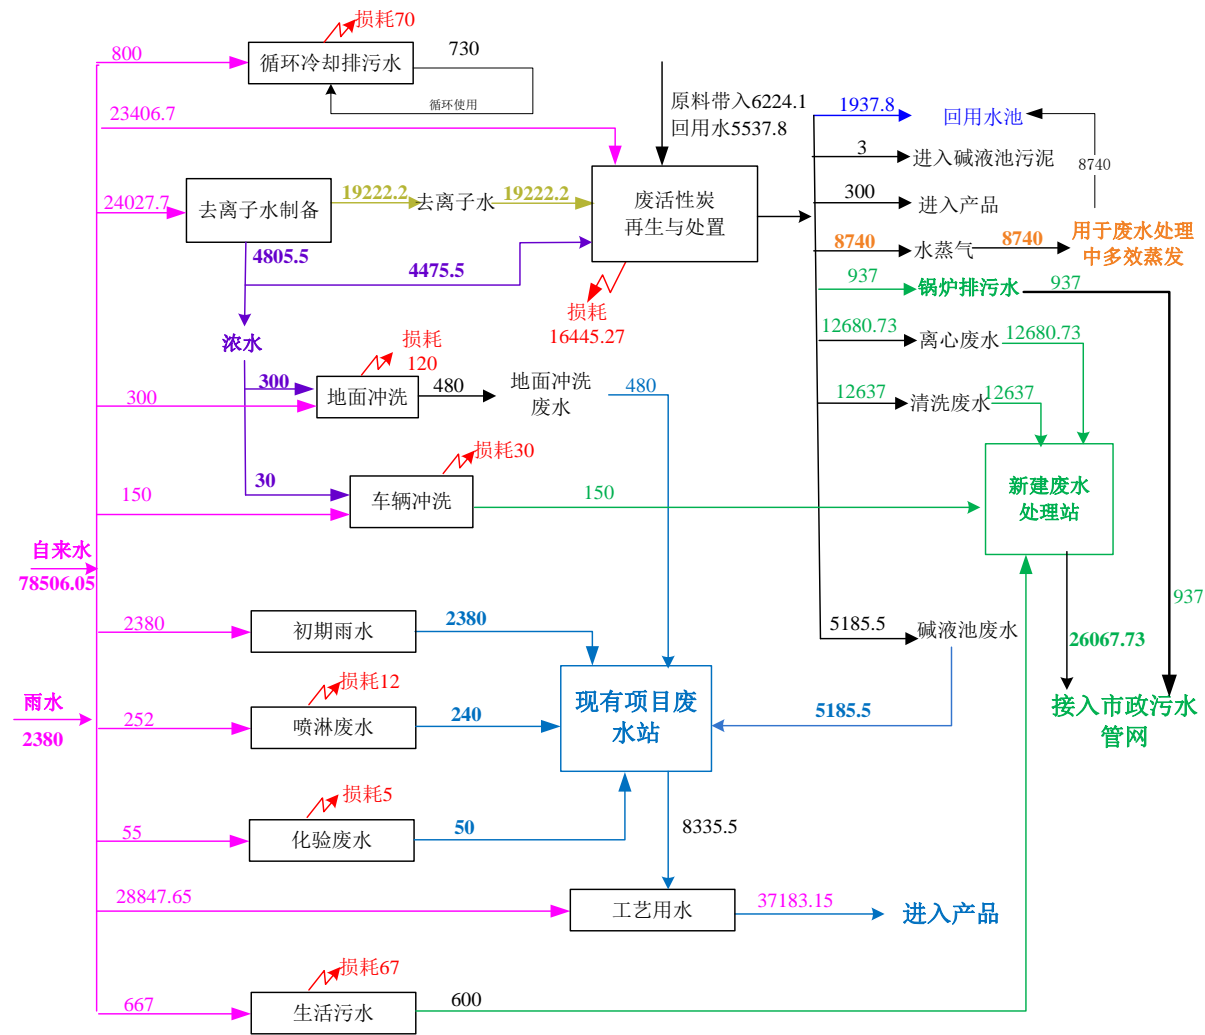 损耗70
800
循环冷却排污水
730
循环使用
23406.7
原料带入6224.1
回用水5537.8
1937.8
回用水池
8740
3
进入碱液池污泥
24027.7
去离子水制备
19222.2
去离子水
19222.2
废活性炭
再生与处置
300
进入产品
4805.5
4475.5
8740
水蒸气
8740
用于废水处理
中多效蒸发
937
锅炉排污水
937
损耗
16445.27
浓水
损耗
120
12680.73
离心废水
12680.73
300
300
地面冲洗
480
地面冲洗
废水
480
12637
清洗废水
12637
损耗30
30
150
车辆冲洗
150
新建废水
处理站
自来水
78506.05
937
2380
初期雨水
2380
5185.5
碱液池废水
26067.73
雨水
2380
损耗12
252
喷淋废水
240
现有项目废
水站
5185.5
接入市政污水
管网
损耗5
55
化验废水
50
8335.5
28847.65
工艺用水
37183.15
进入产品
损耗67
667
生活污水
600